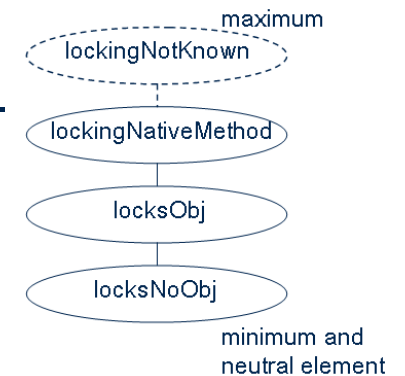 maximum
lockingNotKnown
lockingNativeMethod
locksObj
locksNoObj
minimum and
neutral element